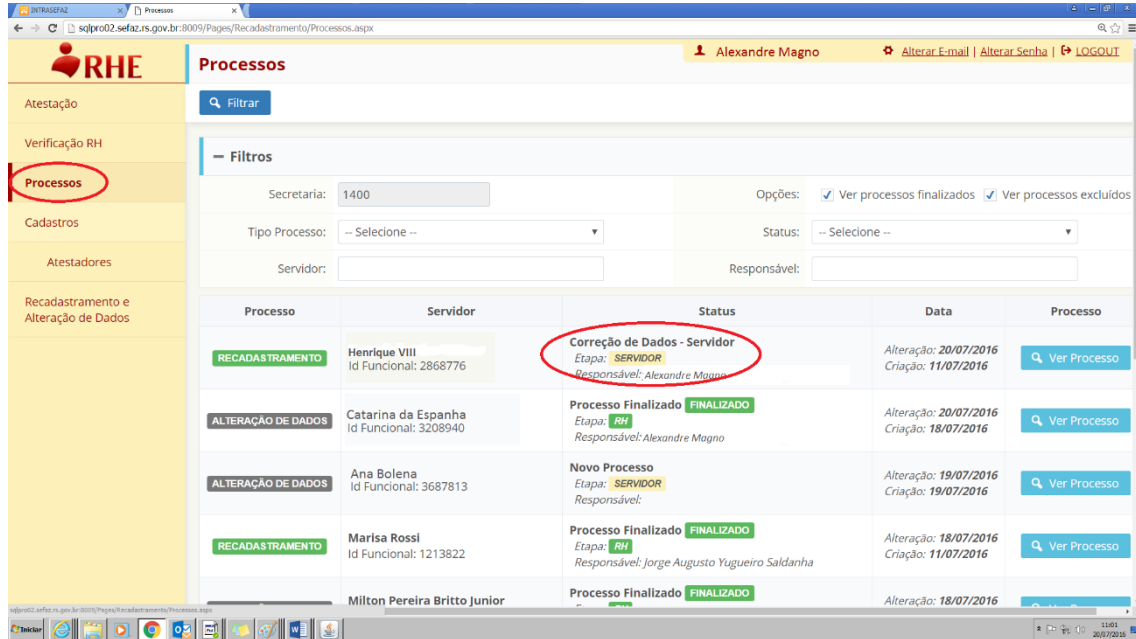 INTRASEFAZ
Processos
sqlpro02.sefaz.rs.gov.br:8009/Pages/Recadastramento/Processos.aspx
RHE
Processos
Alexandre Magno
Alterar E-mail | Alterar Senha | LOGOUT
Filtrar
Atestação
Verificação RH
Processos
Cadastros
Atestadores
Recadastramento e
Alteração de Dados
Filtros
Secretaria: 1400
Opções: Ver processos finalizados Ver processos excluídos
Tipo Processo: -- Selecione --
Status: -- Selecione --
Servidor:
Responsável:
Processo Servidor Status Data Processo
RECADASTRAMENTO
Henrique VIII
Id Funcional: 2868776
Correção de Dados - Servidor
Etapa: SERVIDOR
Responsável: Alexandre Magno
Alteração: 20/07/2016
Criação: 11/07/2016
Ver Processo
ALTERAÇÃO DE DADOS
Catarina da Espanha
Id Funcional: 3208940
Processo Finalizado FINALIZADO
Etapa: RH
Responsável: Alexandre Magno
Alteração: 20/07/2016
Criação: 18/07/2016
Ver Processo
ALTERAÇÃO DE DADOS
Ana Bolena
Id Funcional: 3687813
Novo Processo
Etapa: SERVIDOR
Responsável:
Alteração: 19/07/2016
Criação: 19/07/2016
Ver Processo
RECADASTRAMENTO
Marisa Rossi
Id Funcional: 1213822
Processo Finalizado FINALIZADO
Etapa: RH
Responsável: Jorge Augusto Yugueiro Saldanha
Alteração: 18/07/2016
Criação: 11/07/2016
Ver Processo
Milton Pereira Britto Junior
Processo Finalizado FINALIZADO
Alteração: 18/07/2016
sqlpro02.sefaz.rs.gov.br:8009/Pages/Recadastramento/Processos.aspx
Iniciar
11:01
20/07/2016